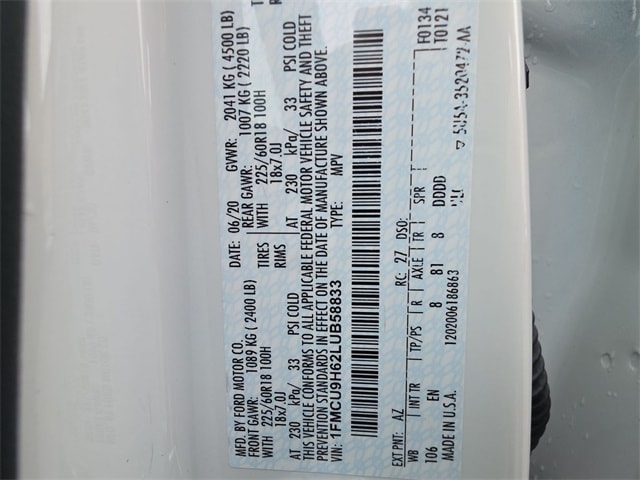 MFD. BY FORD MOTOR CO. DATE: 06/20 GVWR: 2041 KG ( 4500 LB)
FRONT GAWR: 1089 KG ( 2400 LB) REAR GAWR: 1007 KG ( 2220 LB)
WITH 225/60R18 100H TIRES WITH 225/60R18 100H
18x7.0J RIMS 18x7.0J
AT 230 kPa/ 33 PSI COLD AT 230 kPa/ 33 PSI COLD
THIS VEHICLE CONFORMS TO ALL APPLICABLE FEDERAL MOTOR VEHICLE SAFETY AND THEFT
PREVENTION STANDARDS IN EFFECT ON THE DATE OF MANUFACTURE SHOWN ABOVE.
VIN: 1FMCU9H62LUB58833 TYPE: MPV
F0134
T0121
EXT PNT: AZ RC: 27 DSO:
WB INT TR TP/PS R AXLE TR SPR
106 EN 8 81 8 DDDD
MADE IN U.S.A. 1202006186863